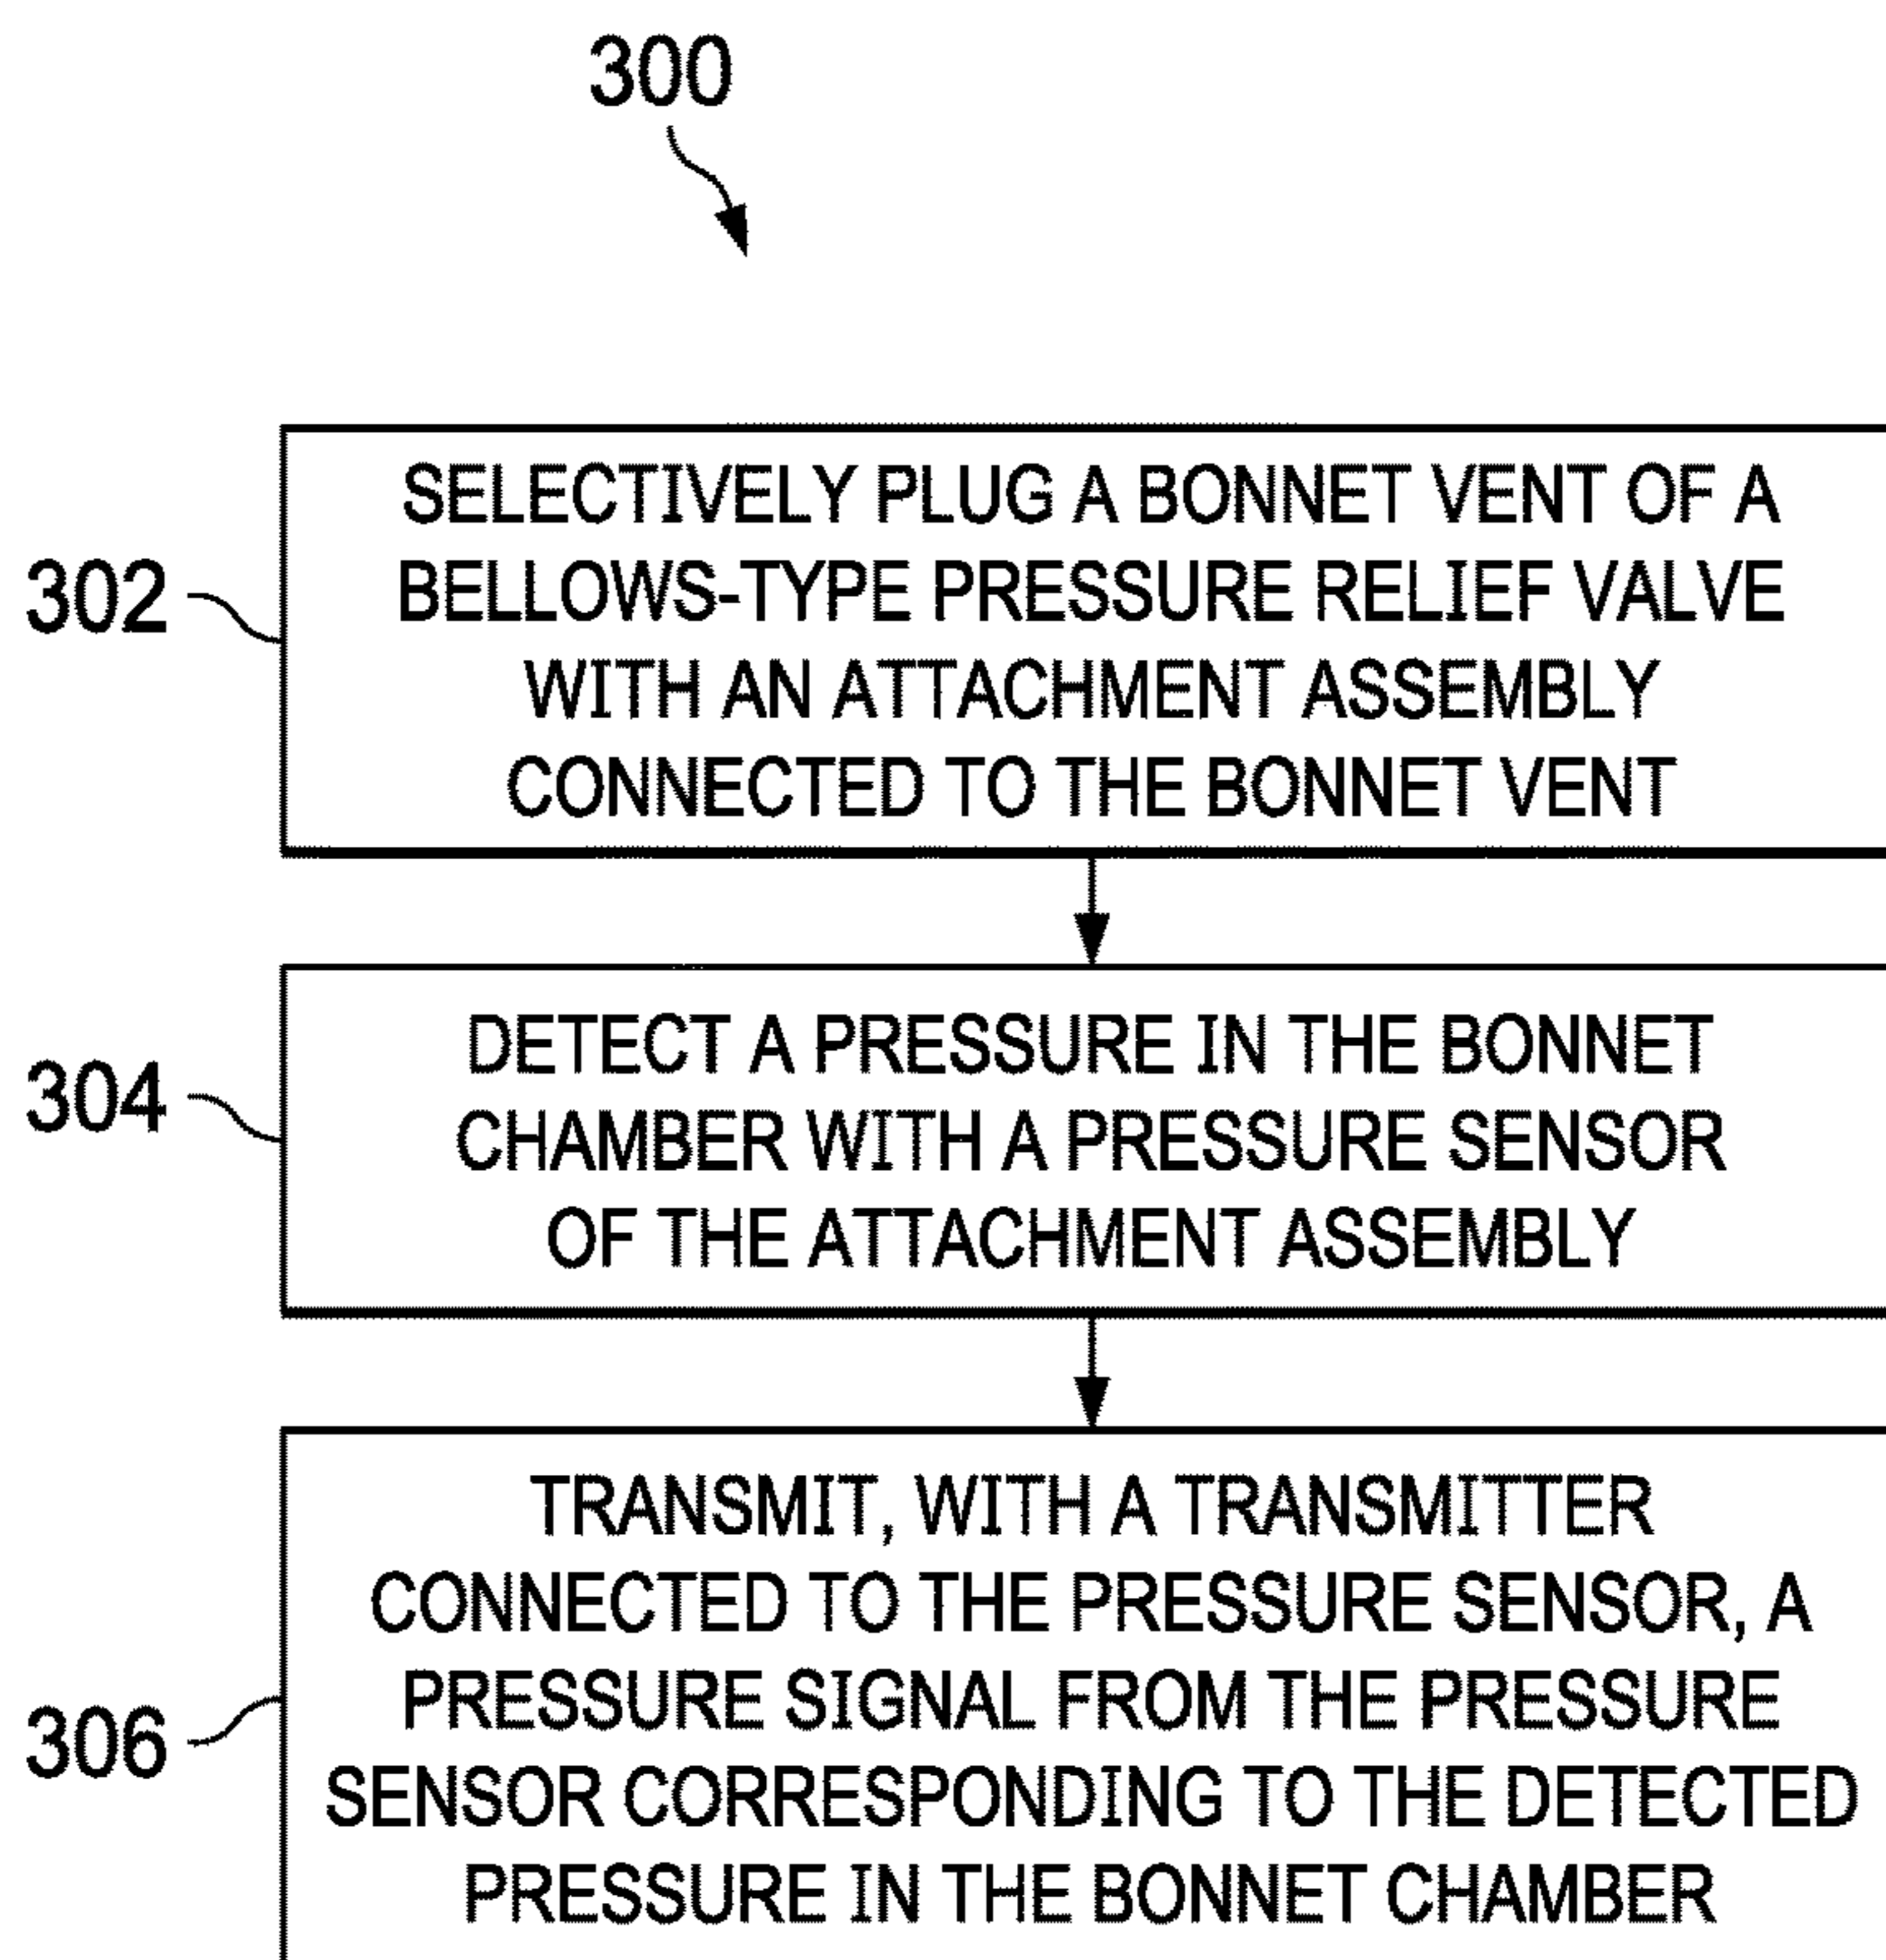 300
302
SELECTIVELY PLUG A BONNET VENT OF A
BELLOWS-TYPE PRESSURE RELIEF VALVE
WITH AN ATTACHMENT ASSEMBLY
CONNECTED TO THE BONNET VENT
304
DETECT A PRESSURE IN THE BONNET
CHAMBER WITH A PRESSURE SENSOR
OF THE ATTACHMENT ASSEMBLY
306
TRANSMIT, WITH A TRANSMITTER
CONNECTED TO THE PRESSURE SENSOR, A
PRESSURE SIGNAL FROM THE PRESSURE
SENSOR CORRESPONDING TO THE DETECTED
PRESSURE IN THE BONNET CHAMBER